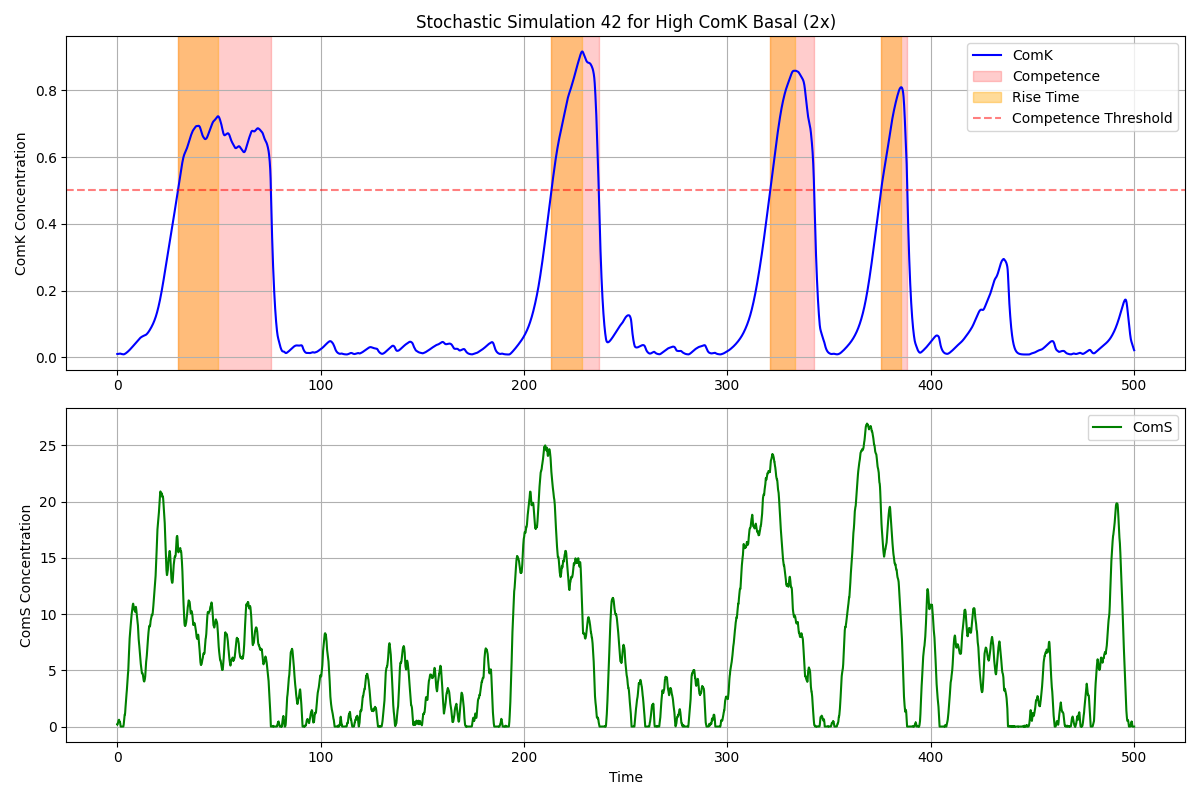 Stochastic Simulation 42 for High ComK Basal (2x)
ComK Concentration
0.8
0.6
0.4
0.2
0.0
ComK
Competence
Rise Time
Competence Threshold
0 100 200 300 400 500
ComS Concentration
25
20
15
10
5
0
ComS
0 100 200 300 400 500
Time